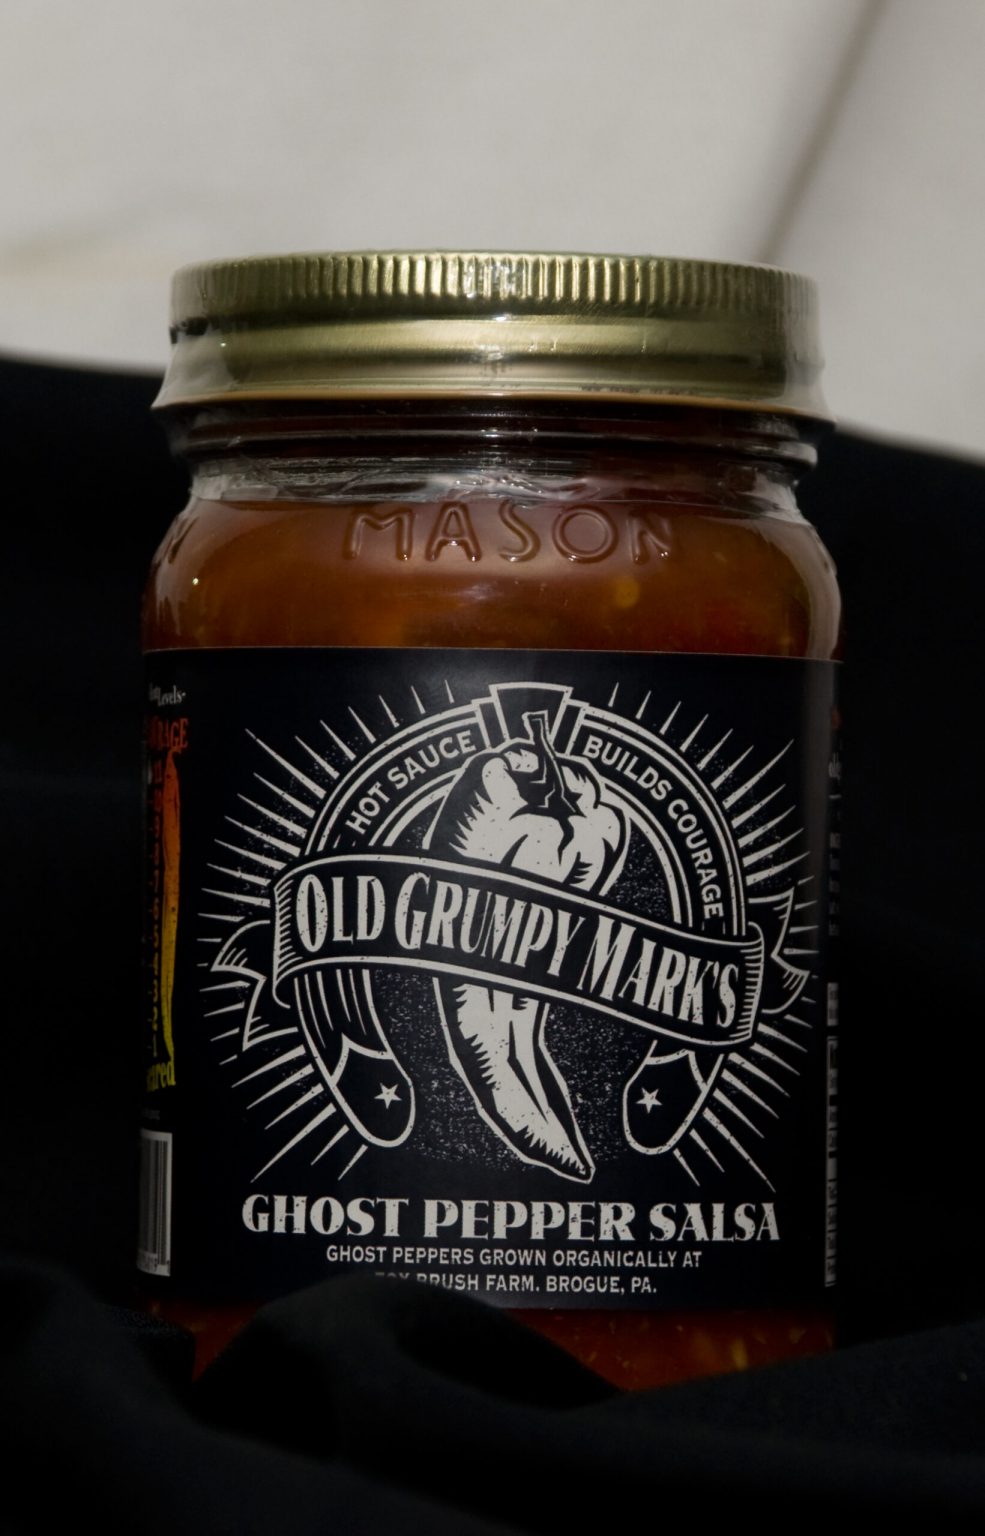 MASON
HOT SAUCE BUILDS COURAGE
OLD GRUMPY MARK'S
GHOST PEPPER SALSA
GHOST PEPPERS GROWN ORGANICALLY AT
BRUSH FARM. BROGUE, PA.
Levels-